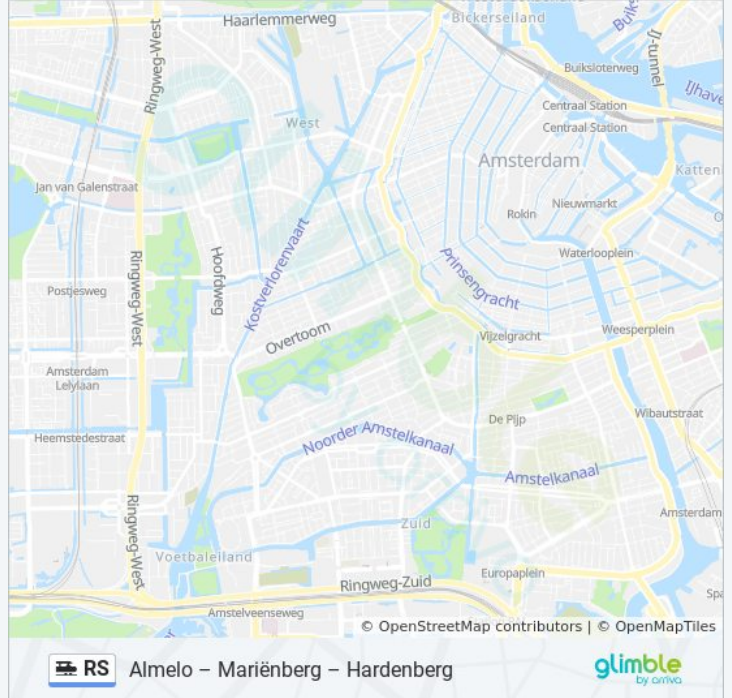 Haarlemmerweg
Bickerseiland
Ringweg-West
IJ-tunnel
Buiksloterweg
Centraal Station
Centraal Station
West
Amsterdam
Jan van Galenstraat
Nieuwmarkt
Rokin
Kostverlorenvaart
Hoofdweg
Waterlooplein
Prinsengracht
Postjesweg
Ringweg-West
Overtoom
Vijzelgracht
Weesperplein
Amsterdam
Lelylaan
De Pijp
Wibautstraat
Heemstedestraat
Noorder Amstelkanaal
Amstelkanaal
Ringweg-West
Amsterdam
Zuid
Voetbaleiland
Europaplein
Ringweg-Zuid
Amstelveenseweg
© OpenStreetMap contributors | © OpenMapTiles
RS Almelo – Mariënberg – Hardenberg
glimble
by arriva